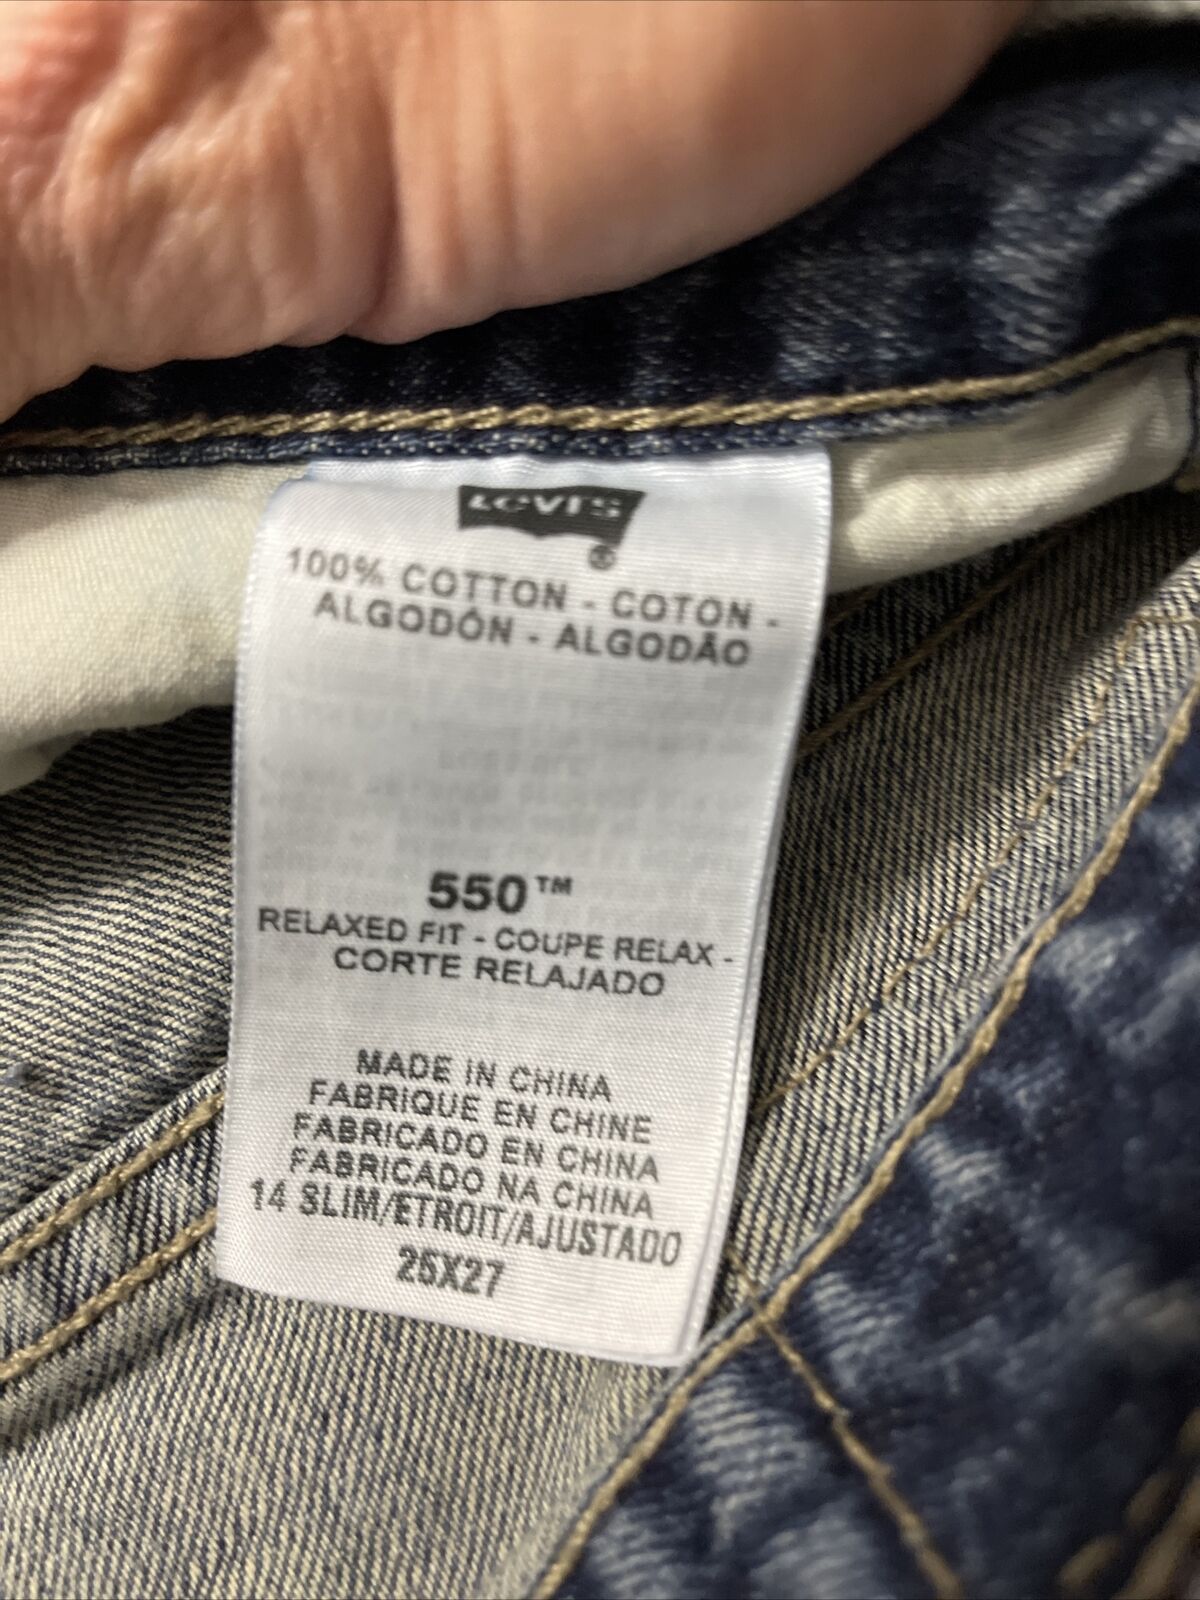 LEVI'S
®
100% COTTON - COTON -
ALGODÓN - ALGODÃO
550™
RELAXED FIT - COUPE RELAX -
CORTE RELAJADO
MADE IN CHINA
FABRIQUE EN CHINE
FABRICADO EN CHINA
FABRICADO NA CHINA
14 SLIM/ETROIT/AJUSTADO
25X27